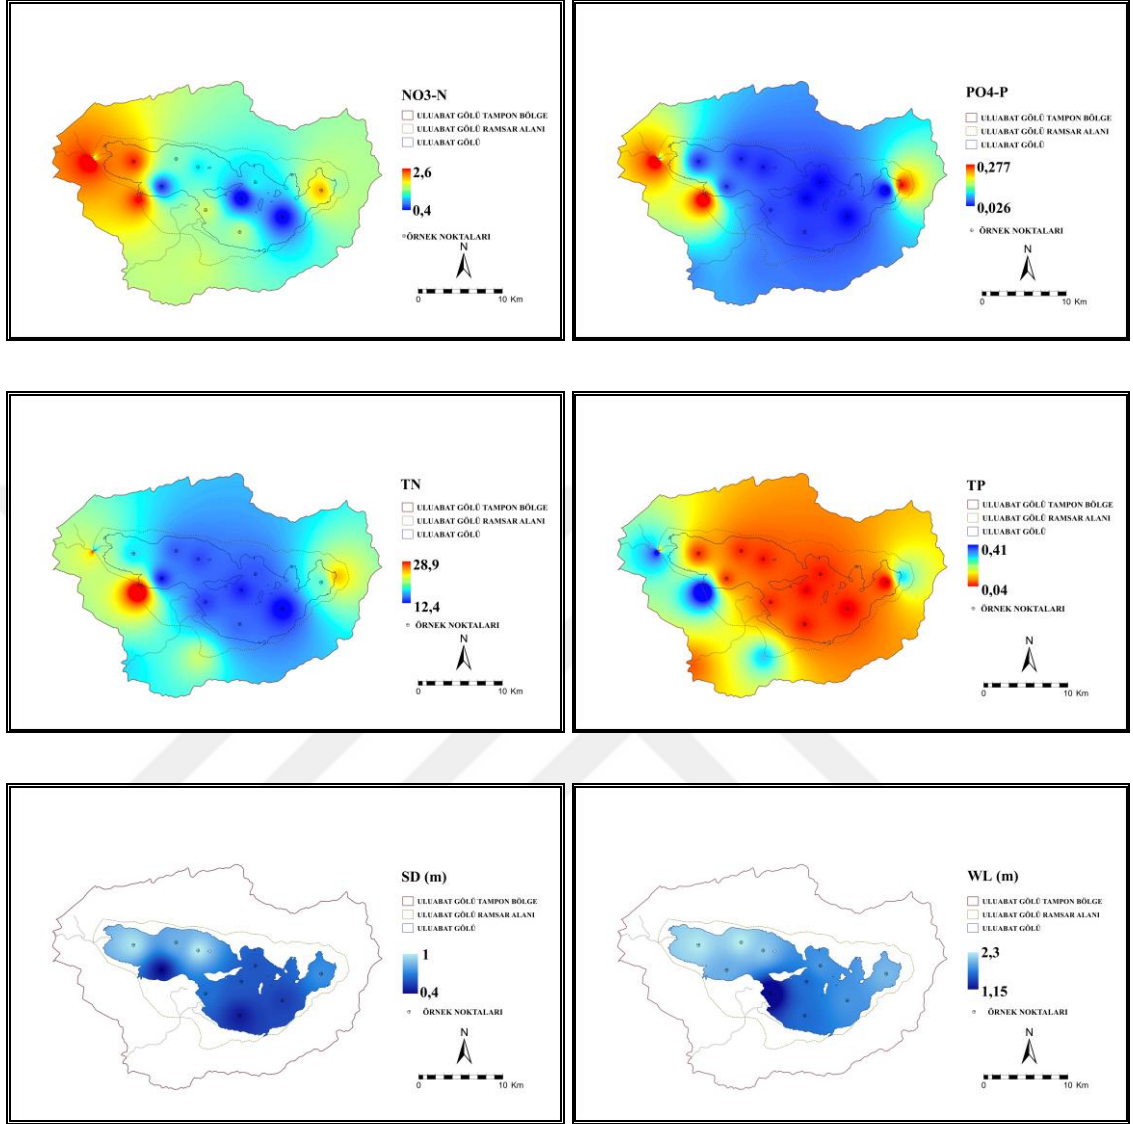 NO3-N
ULUABAT GÖLÜ TAMPON BÖLGE
ULUABAT GÖLÜ RAMSAR ALANI
ULUABAT GÖLÜ
2,6
0,4
ÖRNEK NOKTALARI
N
0 10 Km
PO4-P
ULUABAT GÖLÜ TAMPON BÖLGE
ULUABAT GÖLÜ RAMSAR ALANI
ULUABAT GÖLÜ
0,277
0,026
ÖRNEK NOKTALARI
N
0 10 Km
TN
ULUABAT GÖLÜ TAMPON BÖLGE
ULUABAT GÖLÜ RAMSAR ALANI
ULUABAT GÖLÜ
28,9
12,4
ÖRNEK NOKTALARI
N
0 10 Km
TP
ULUABAT GÖLÜ TAMPON BÖLGE
ULUABAT GÖLÜ RAMSAR ALANI
ULUABAT GÖLÜ
0,41
0,04
ÖRNEK NOKTALARI
N
0 10 Km
SD (m)
ULUABAT GÖLÜ TAMPON BÖLGE
ULUABAT GÖLÜ RAMSAR ALANI
ULUABAT GÖLÜ
1
0,4
ÖRNEK NOKTALARI
N
0 10 Km
WL (m)
ULUABAT GÖLÜ TAMPON BÖLGE
ULUABAT GÖLÜ RAMSAR ALANI
ULUABAT GÖLÜ
2,3
1,15
ÖRNEK NOKTALARI
N
0 10 Km